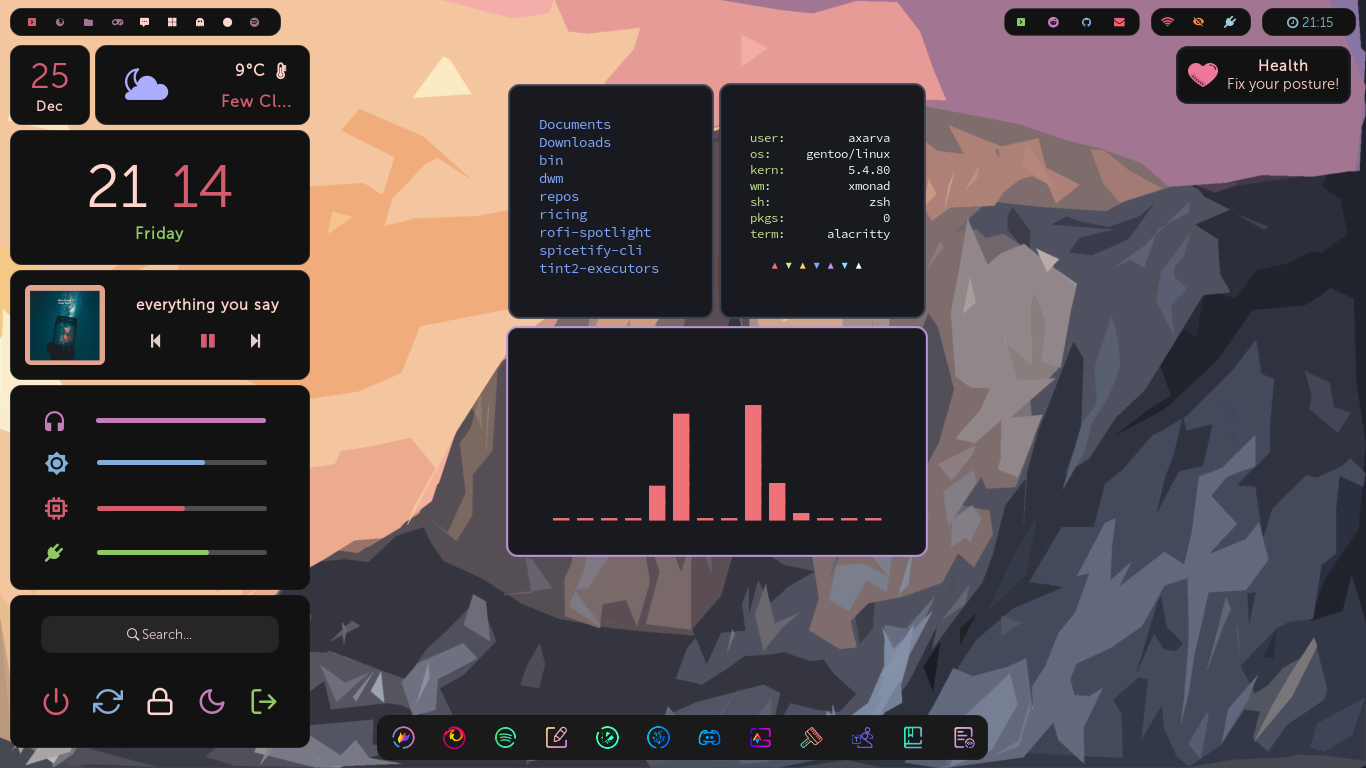 21:15
25
Dec
9°C
Few Cl...
21 14
Friday
everything you say
Search...
Documents
Downloads
bin
dwm
repos
ricing
rofi-spotlight
spicetify-cli
tint2-executors
user: axarva
os: gentoo/linux
kern: 5.4.80
wm: xmonad
sh: zsh
pkgs: 0
term: alacritty
Health
Fix your posture!